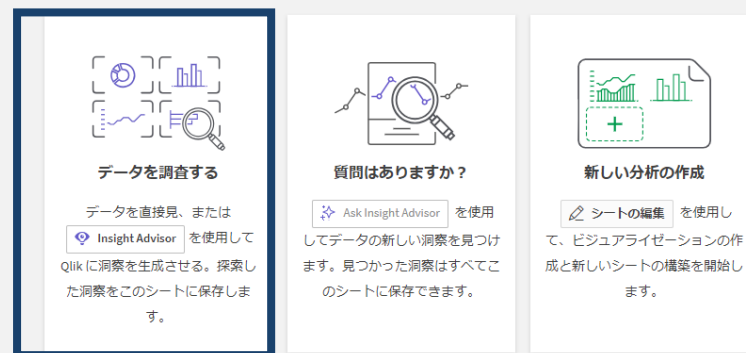 データを調査する
データを直接見、または
Insight Advisor を使用して
Qlik に洞察を生成させる。探索し
た洞察をこのシートに保存しま
す。
質問はありますか？
Ask Insight Advisor を使用
してデータの新しい洞察を見つけ
ます。見つかった洞察はすべてこ
のシートに保存できます。
新しい分析の作成
シートの編集 を使用し
て、ビジュアライゼーションの作
成と新しいシートの構築を開始し
ます。